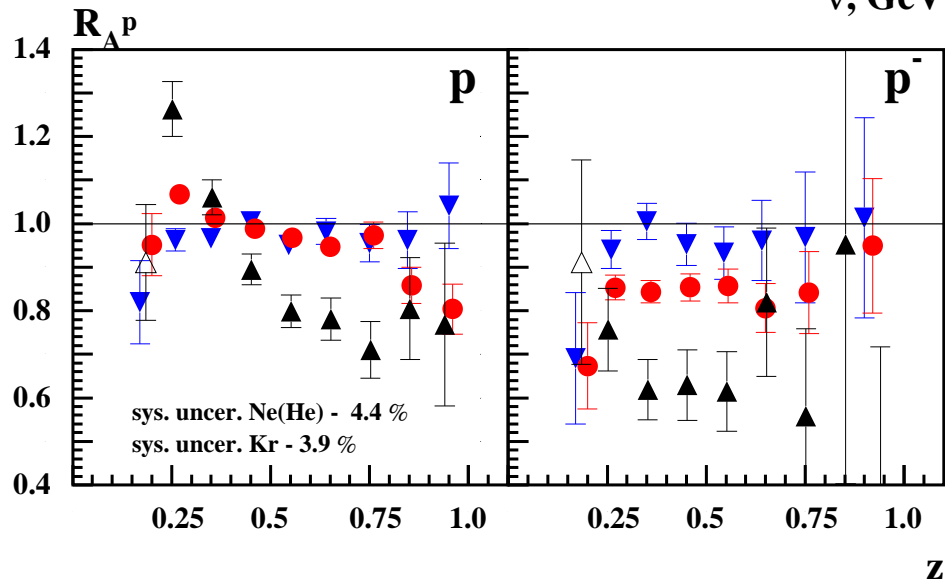 ν, GeV
R_A^p
1.4
1.2
1.0
0.8
0.6
0.4
p
p⁻
sys. uncer. Ne(He) - 4.4 %
sys. uncer. Kr - 3.9 %
0.25 0.5 0.75 1.0 0.25 0.5 0.75 1.0
z